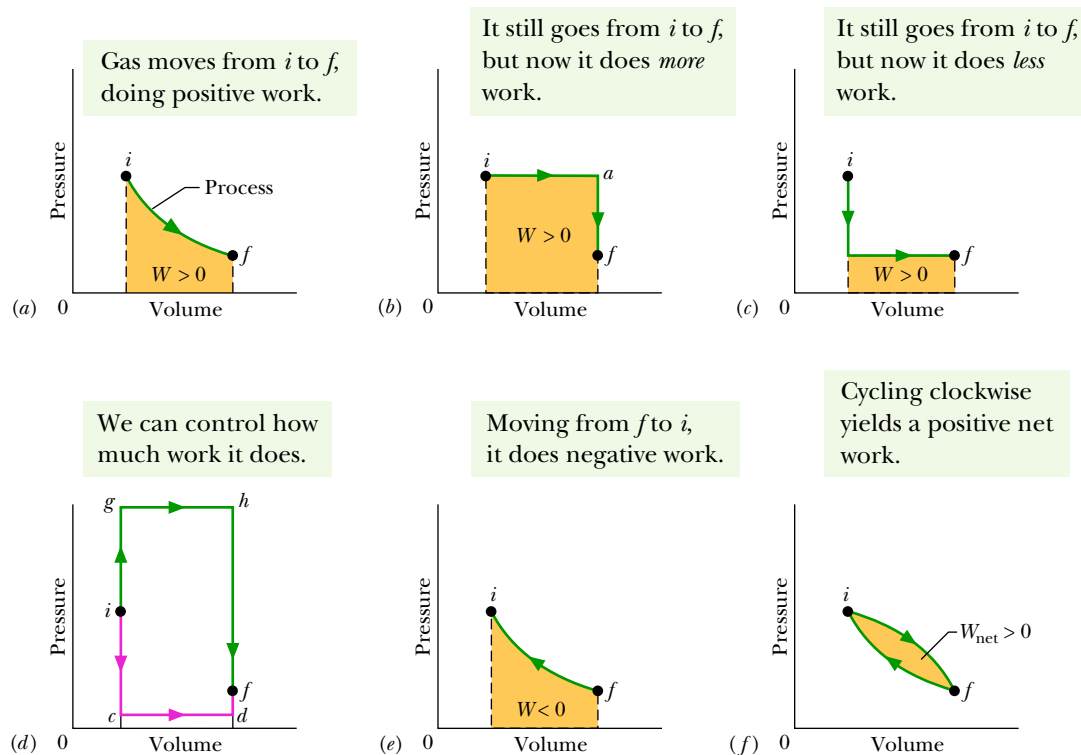 Gas moves from i to f,
doing positive work.
Pressure
i
Process
f
W > 0
(a)
0
Volume
It still goes from i to f,
but now it does more
work.
Pressure
i
a
W > 0
f
(b)
0
Volume
It still goes from i to f,
but now it does less
work.
Pressure
i
f
W > 0
(c)
0
Volume
We can control how
much work it does.
Pressure
g
h
i
f
c
d
(d)
0
Volume
Moving from f to i,
it does negative work.
Pressure
i
f
W < 0
(e)
0
Volume
Cycling clockwise
yields a positive net
work.
Pressure
i
Wnet > 0
f
(f)
0
Volume